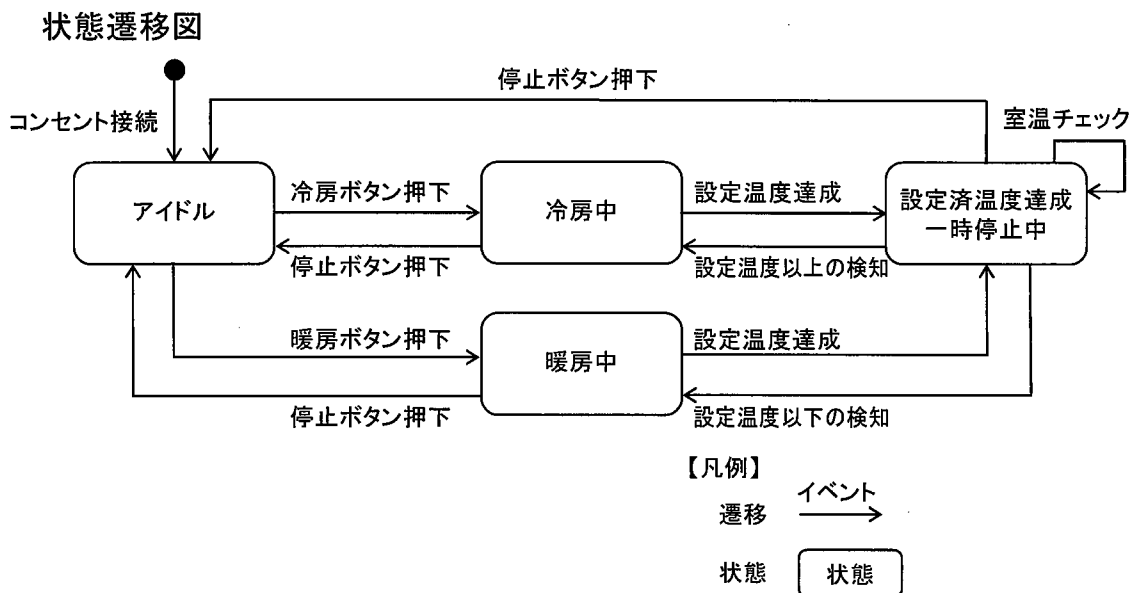 状態遷移図
停止ボタン押下
コンセント接続
室温チェック
アイドル
冷房ボタン押下
冷房中
設定温度達成
設定済温度達成
一時停止中
停止ボタン押下
設定温度以上の検知
暖房ボタン押下
暖房中
設定温度達成
停止ボタン押下
設定温度以下の検知
【凡例】
遷移
イベント
状態
状態